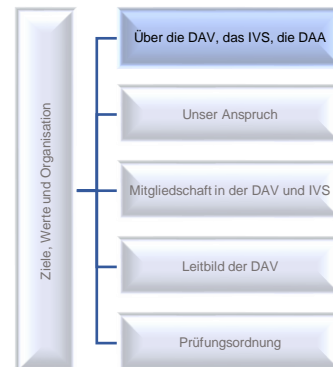 Ziele, Werte und Organisation
Über die DAV, das IVS, die DAA
Unser Anspruch
Mitgliedschaft in der DAV und IVS
Leitbild der DAV
Prüfungsordnung